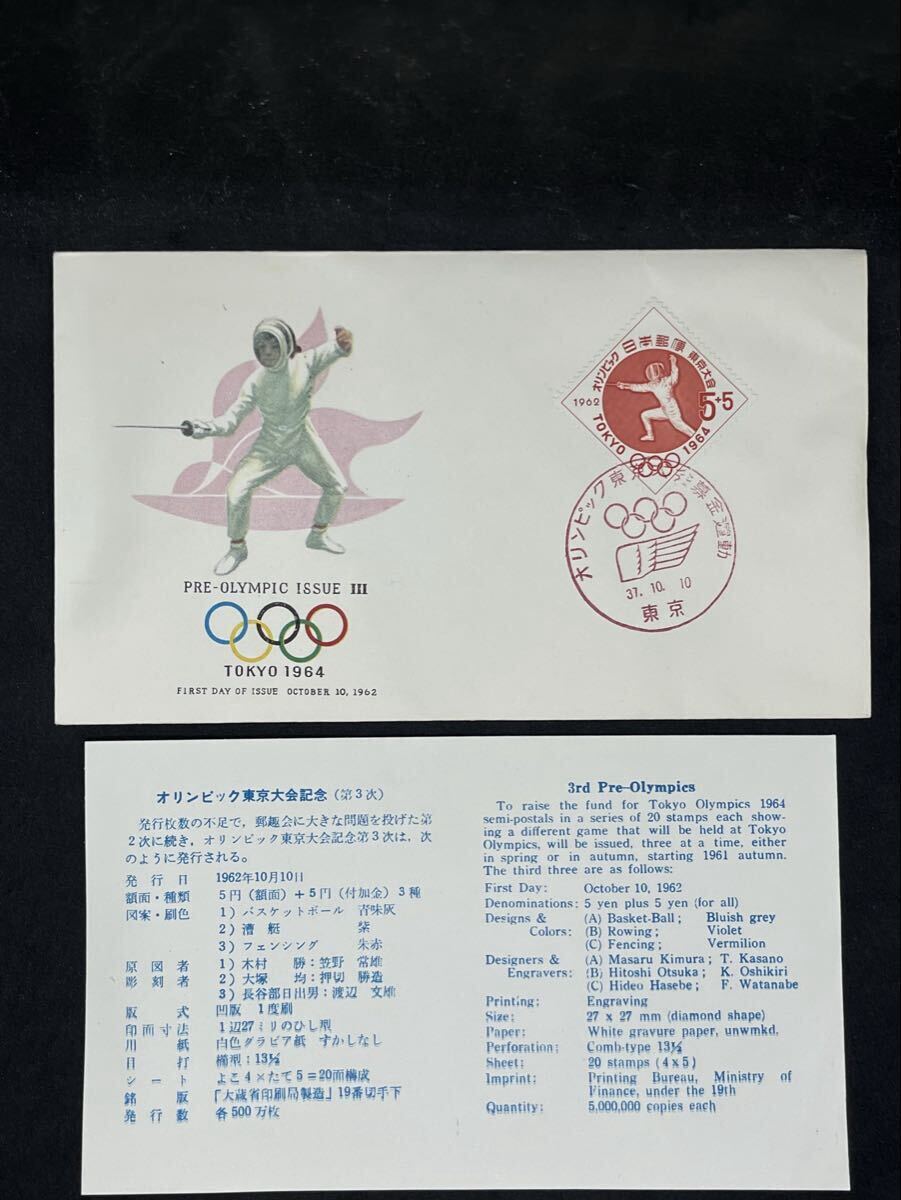 PRE-OLYMPIC ISSUE III
TOKYO 1964
FIRST DAY OF ISSUE OCTOBER 10, 1962
オリンピック 日本郵便 東京大会
1962
5+5
TOKYO 1964
オリンピック東京 募金運動
37.10.10
東京
オリンピック東京大会記念(第3次)
発行枚数の不足で，郵趣会に大きな問題を投げた第
2次に続き，オリンピック東京大会記念第3次は，次
のように発行される。
発行日 1962年10月10日
額面・種類 5円(額面)+5円(付加金)3種
図案・刷色 1)バスケットボール 青味灰
2)漕艇 紫
3)フェンシング 朱赤
原図者 1)木村 勝：笠野 常雄
彫刻者 2)大塚 均：押切 勝造
3)長谷部日出男：渡辺 文雄
版式 凹版 1度刷
印面寸法 1辺27ミリのひし型
用紙 白色グラビア紙 すかしなし
目打 櫛型：13½
シート よこ4×たて5＝20面構成
銘版 「大蔵省印刷局製造」19番切手下
発行数 各500万枚
3rd Pre-Olympics
To raise the fund for Tokyo Olympics 1964
semi-postals in a series of 20 stamps each show-
ing a different game that will be held at Tokyo
Olympics, will be issued, three at a time, either
in spring or in autumn, starting 1961 autumn.
The third three are as follows:
First Day: October 10, 1962
Denominations: 5 yen plus 5 yen (for all)
Designs & (A) Basket-Ball; Bluish grey
Colors: (B) Rowing; Violet
(C) Fencing; Vermilion
Designers & (A) Masaru Kimura; T. Kasano
Engravers: (B) Hitoshi Otsuka; K. Oshikiri
(C) Hideo Hasebe; F. Watanabe
Printing: Engraving
Size: 27 x 27 mm (diamond shape)
Paper: White gravure paper, unwmkd.
Perforation: Comb-type 13½
Sheet: 20 stamps (4 x 5)
Imprint: Printing Bureau, Ministry of
Finance, under the 19th
Quantity: 5,000,000 copies each